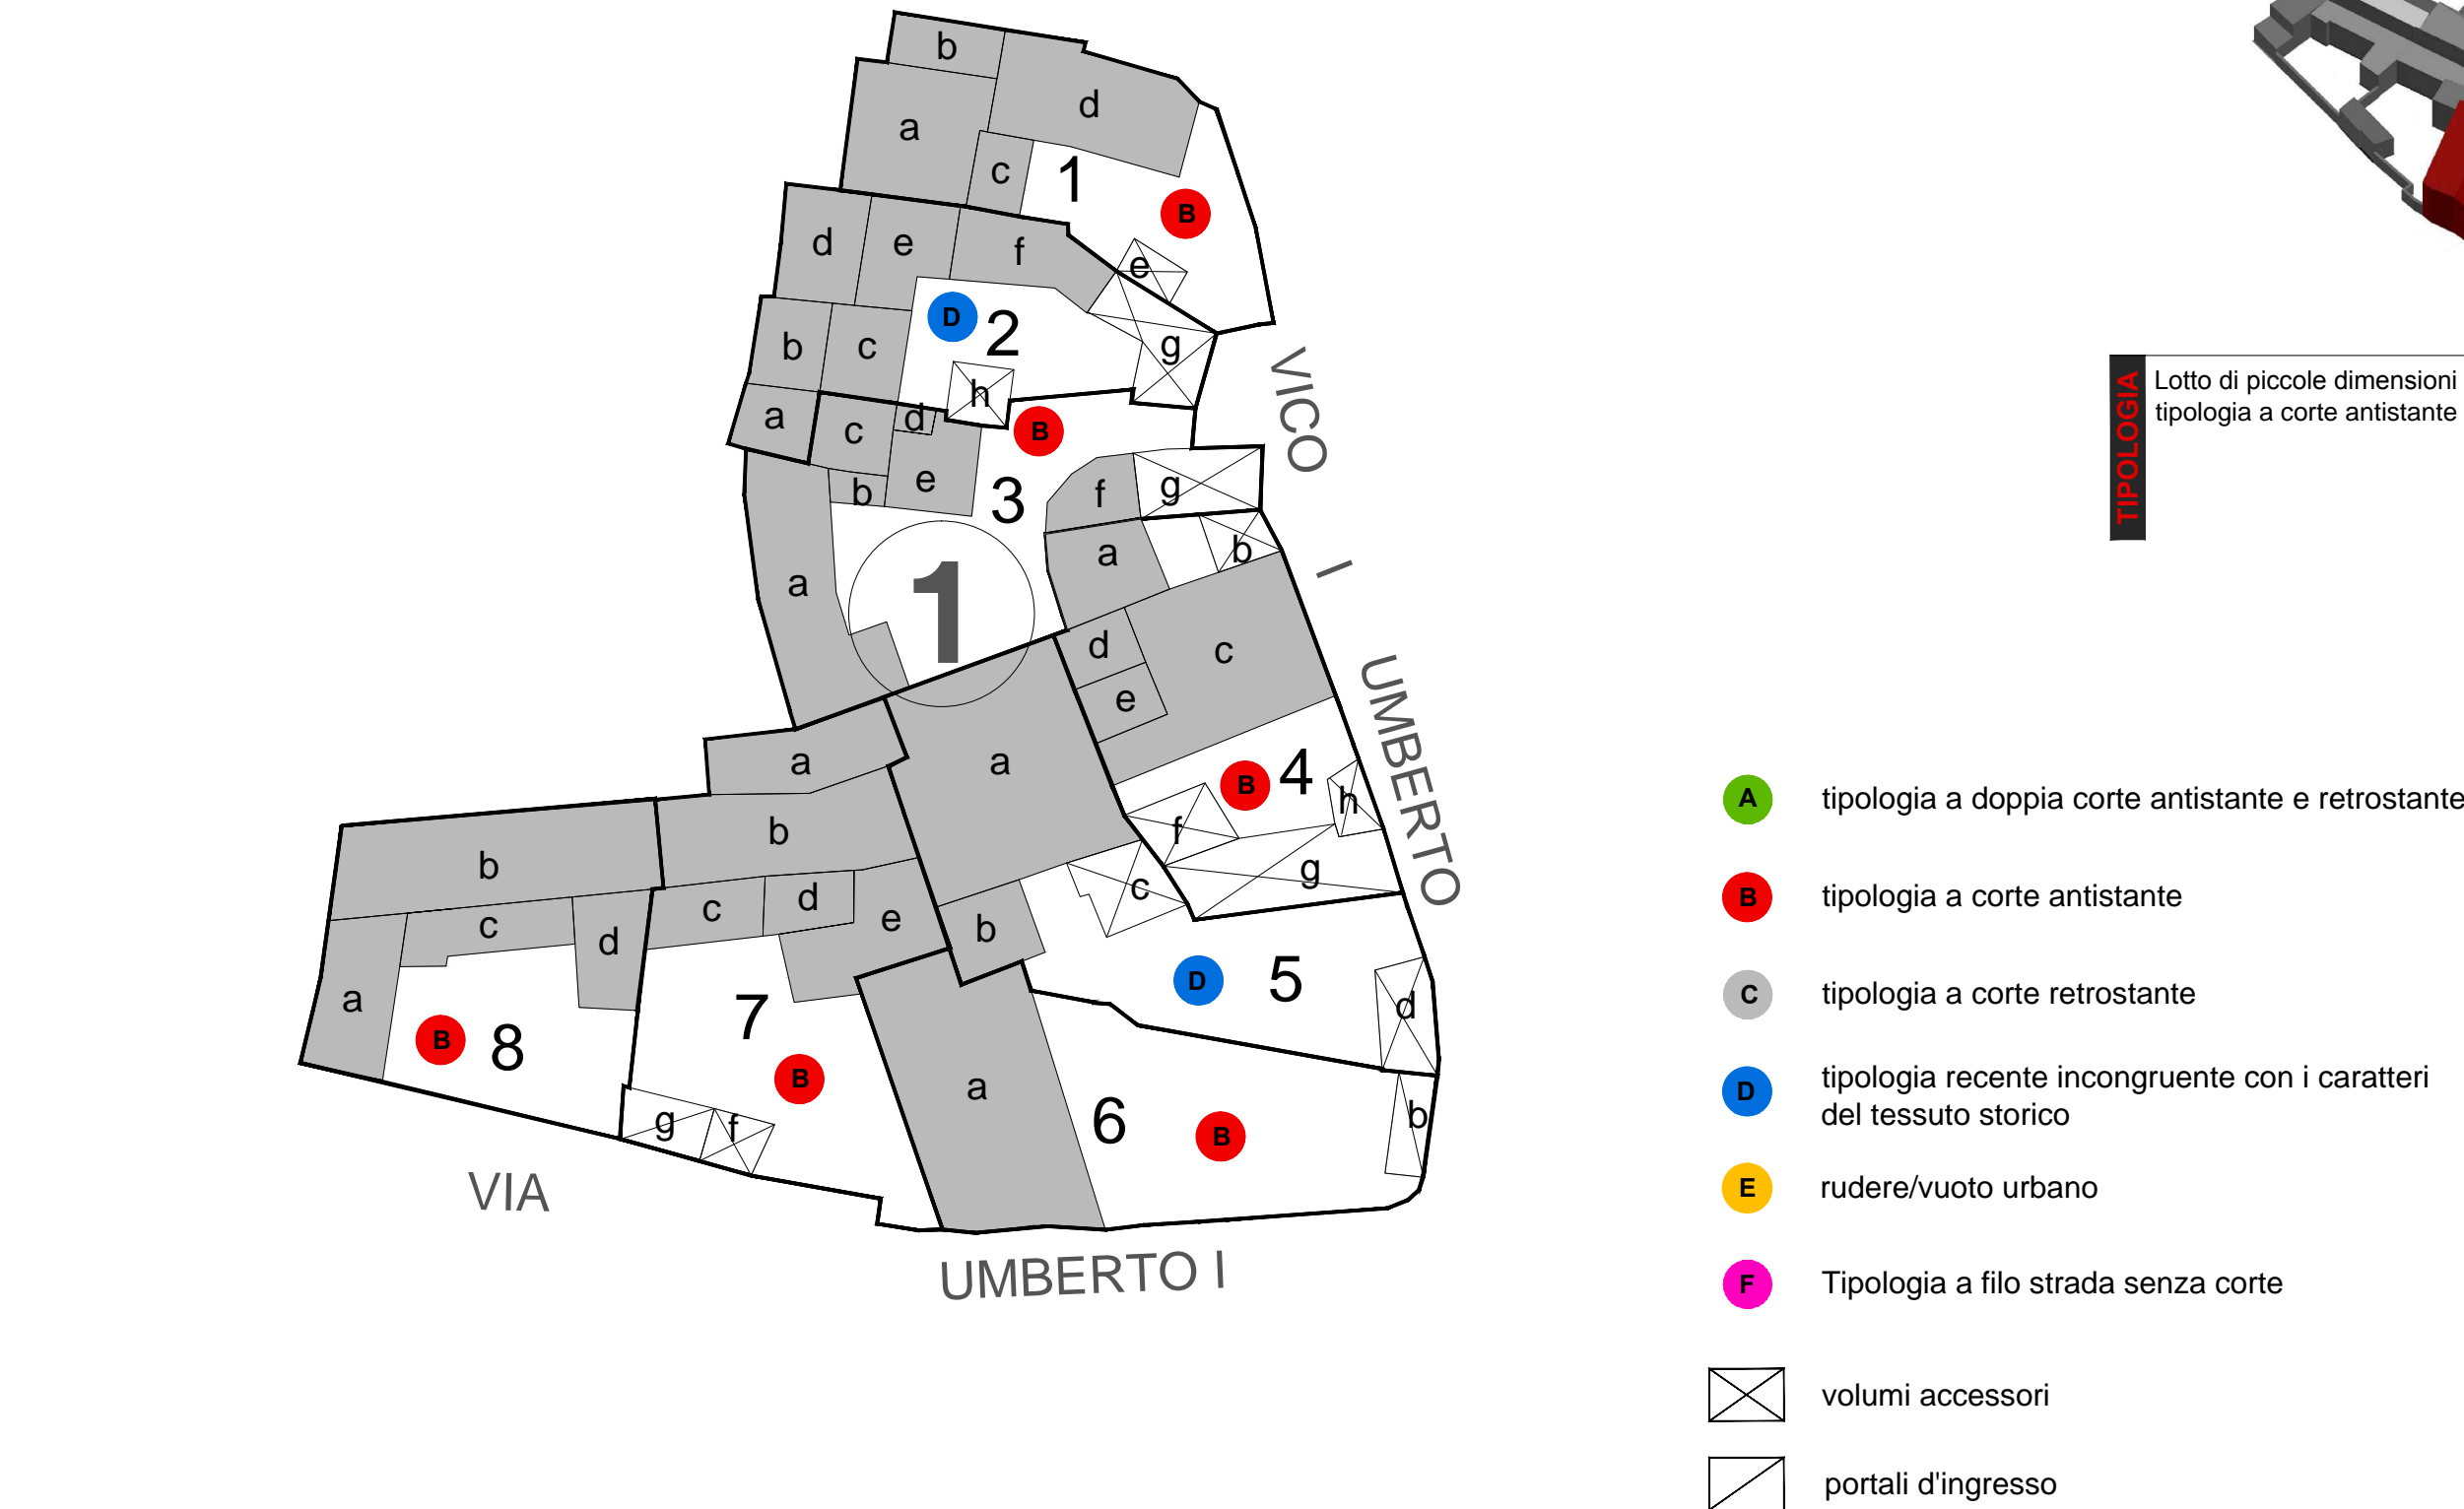 b
d
a
c
1
B
e
d
e
f
D
2
g
b
c
h
a
c
d
B
b
e
3
f
g
a
b
a
1
d
c
e
a
a
B
4
h
b
f
g
b
c
c
d
e
b
c
d
a
D
5
d
7
B
8
B
a
6
B
b
g
f
VICO
I
UMBERTO
VIA
UMBERTO I
TIPOLOGIA
Lotto di piccole dimensioni
tipologia a corte antistante
A tipologia a doppia corte antistante e retrostante
B tipologia a corte antistante
C tipologia a corte retrostante
D tipologia recente incongruente con i caratteri
del tessuto storico
E rudere/vuoto urbano
F Tipologia a filo strada senza corte
volumi accessori
portali d'ingresso